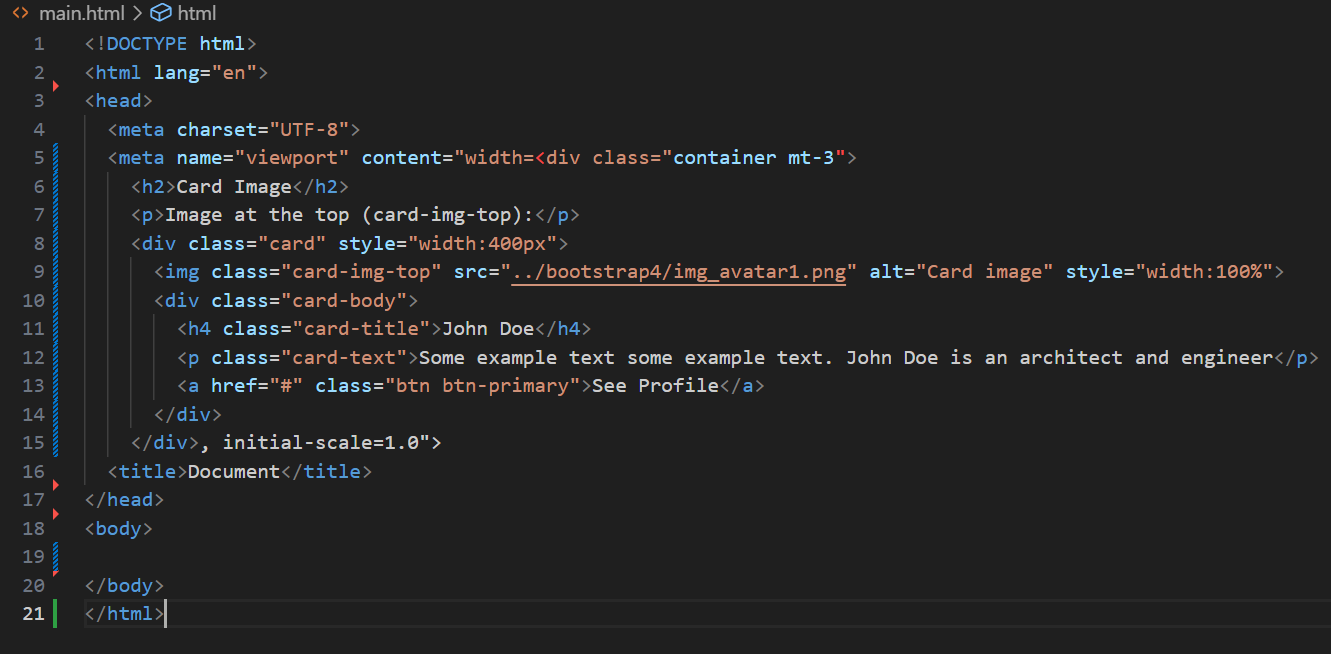 main.html > html
1 <!DOCTYPE html>
2 <html lang="en">
3 <head>
4   <meta charset="UTF-8">
5   <meta name="viewport" content="width=<div class="container mt-3">
6     <h2>Card Image</h2>
7     <p>Image at the top (card-img-top):</p>
8     <div class="card" style="width:400px">
9       <img class="card-img-top" src="../bootstrap4/img_avatar1.png" alt="Card image" style="width:100%">
10       <div class="card-body">
11         <h4 class="card-title">John Doe</h4>
12         <p class="card-text">Some example text some example text. John Doe is an architect and engineer</p>
13         <a href="#" class="btn btn-primary">See Profile</a>
14       </div>
15     </div>, initial-scale=1.0">
16   <title>Document</title>
17 </head>
18 <body>
19
20 </body>
21 </html>